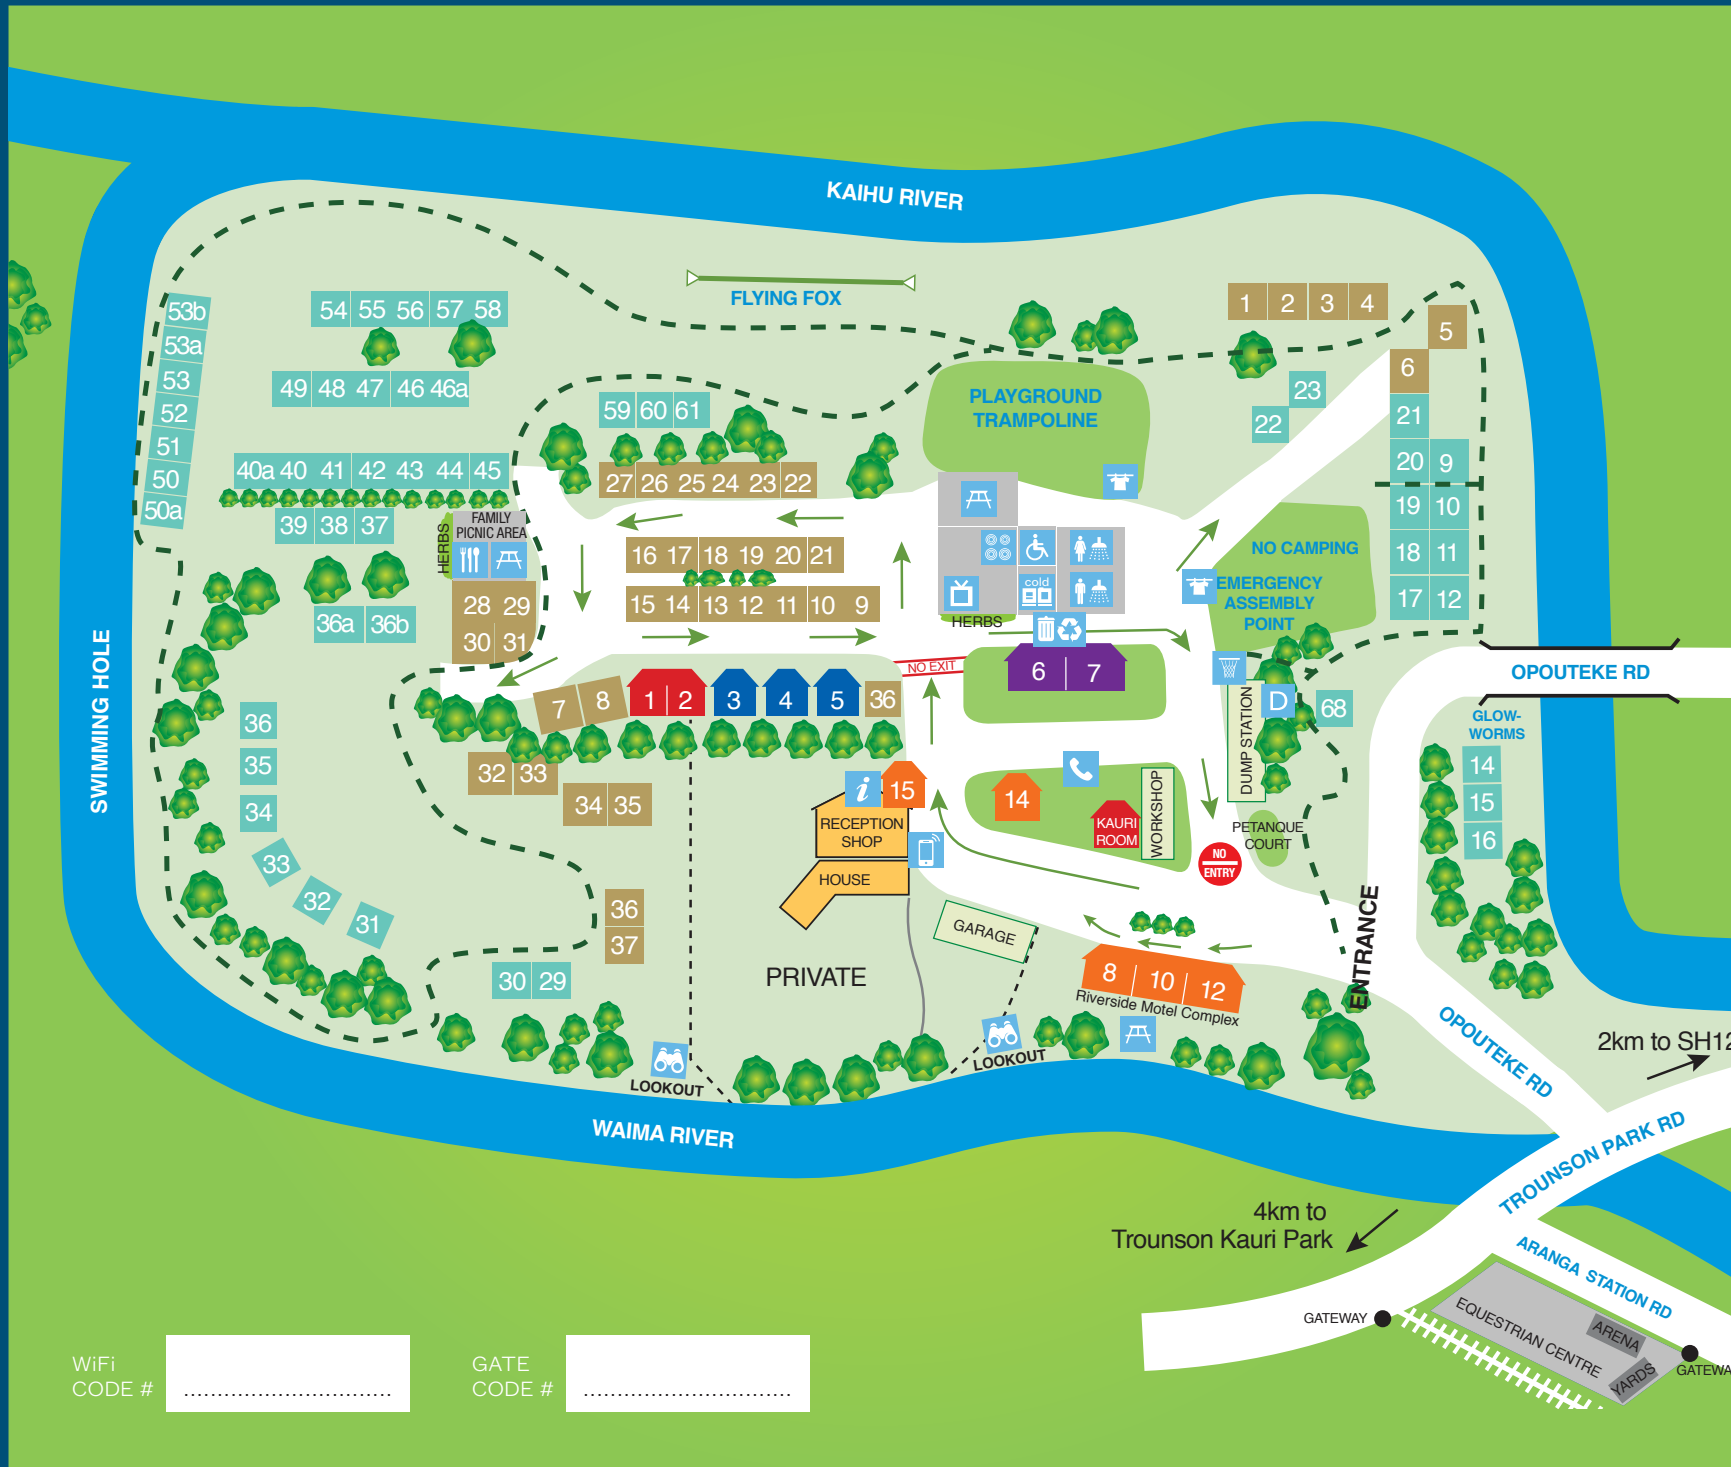 KAIHU RIVER
FLYING FOX
53b
53a
53
52
51
50
50a
54 55 56 57 58
49 48 47 46 46a
40a 40 41 42 43 44 45
39 38 37
36a 36b
59 60 61
27 26 25 24 23 22
16 17 18 19 20 21
15 14 13 12 11 10 9
HERBS
FAMILY
PICNIC AREA
28 29
30 31
PLAYGROUND
TRAMPOLINE
cold
HERBS
1 2 3 4
5
6
23
22
21
20 9
19 10
18 11
17 12
NO CAMPING
EMERGENCY
ASSEMBLY
POINT
NO EXIT
6 7
7 8
1 2
3
4
5
36
32 33
34 35
36
37
SWIMMING HOLE
36
35
34
33
32
31
30 29
i
15
RECEPTION
SHOP
HOUSE
14
KAURI
ROOM
WORKSHOP
DUMP STATION
D
68
PETANQUE
COURT
NO
ENTRY
OPOUTEKE RD
GLOW-
WORMS
14
15
16
GARAGE
PRIVATE
8 10 12
Riverside Motel Complex
ENTRANCE
LOOKOUT
LOOKOUT
WAIMA RIVER
OPOUTEKE RD
2km to SH12
TROUNSON PARK RD
4km to
Trounson Kauri Park
ARANGA STATION RD
GATEWAY
EQUESTRIAN CENTRE
ARENA
YARDS
GATEWA
WiFi
CODE # ..............................
GATE
CODE # ..............................